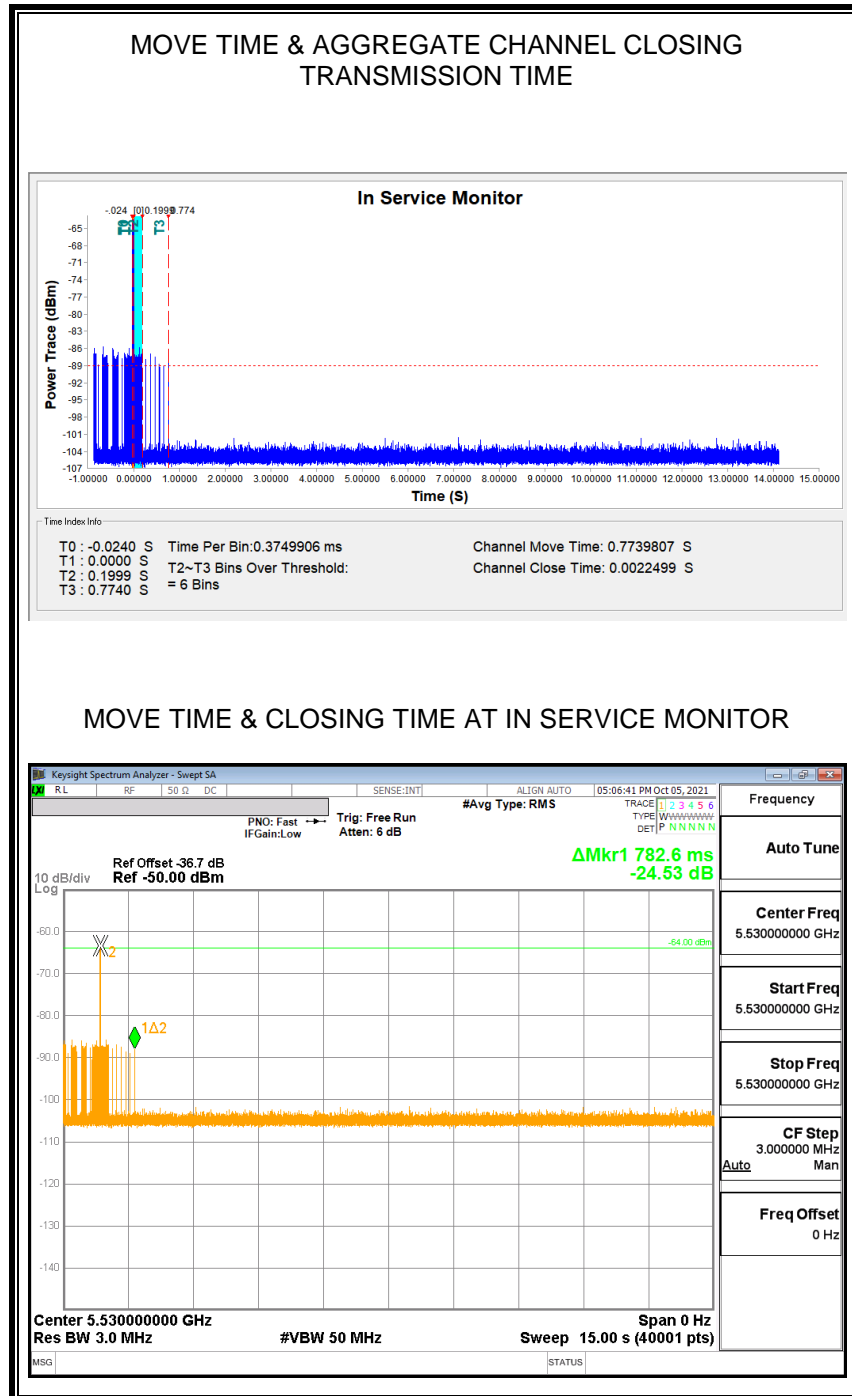 MOVE TIME & AGGREGATE CHANNEL CLOSING
TRANSMISSION TIME
In Service Monitor
-.024
0.774
T3
Power Trace (dBm)
-65
-68
-71
-74
-77
-80
-83
-86
-89
-92
-95
-98
-101
-104
-107
-1.00000 0.00000 1.00000 2.00000 3.00000 4.00000 5.00000 6.00000 7.00000 8.00000 9.00000 10.00000 11.00000 12.00000 13.00000 14.00000 15.00000
Time (S)
Time Index Info
T0 : -0.0240 S Time Per Bin:0.3749906 ms Channel Move Time: 0.7739807 S
T1 : 0.0000 S T2~T3 Bins Over Threshold: Channel Close Time: 0.0022499 S
T2 : 0.1999 S = 6 Bins
T3 : 0.7740 S
MOVE TIME & CLOSING TIME AT IN SERVICE MONITOR
Keysight Spectrum Analyzer - Swept SA
LXI RL RF 50 Ω DC SENSE:INT ALIGN AUTO 05:06:41 PM Oct 05, 2021
PNO: Fast
IFGain:Low
Trig: Free Run
Atten: 6 dB
#Avg Type: RMS
TRACE 1 2 3 4 5 6
TYPE WWWWWW
DET P N N N N N
ΔMkr1 782.6 ms
-24.53 dB
Ref Offset -36.7 dB
10 dB/div Ref -50.00 dBm
Log
-60.0
-70.0
-80.0
-90.0
-100
-110
-120
-130
-140
2
-64.00 dBm
1Δ2
Center 5.530000000 GHz Span 0 Hz
Res BW 3.0 MHz #VBW 50 MHz Sweep 15.00 s (40001 pts)
MSG STATUS
Frequency
Auto Tune
Center Freq
5.530000000 GHz
Start Freq
5.530000000 GHz
Stop Freq
5.530000000 GHz
CF Step
3.000000 MHz
Auto Man
Freq Offset
0 Hz